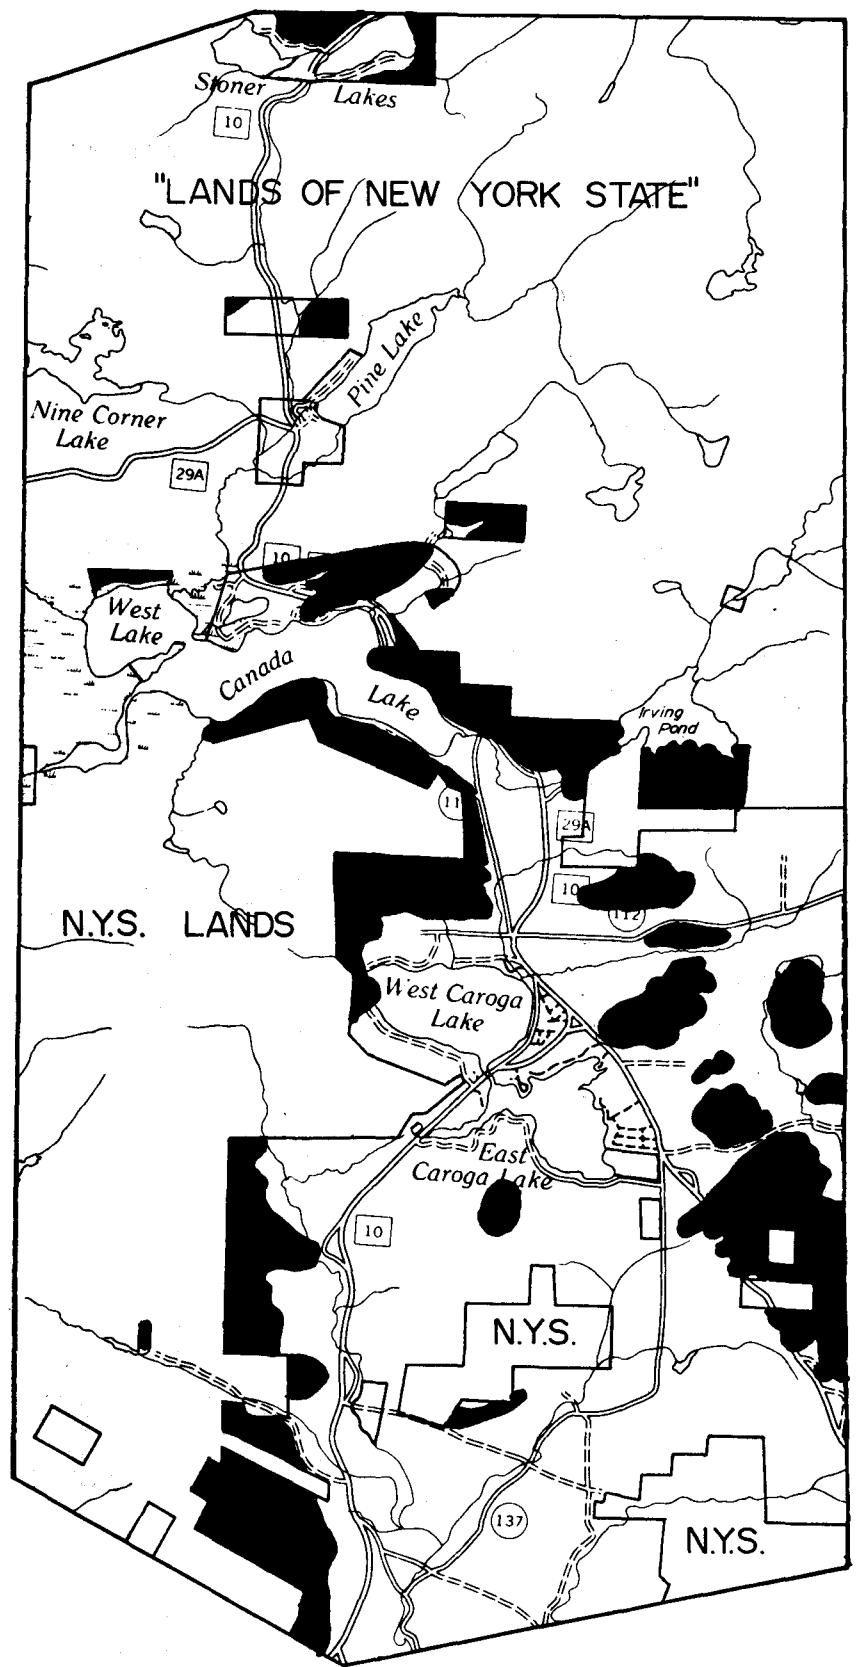 Stoner Lakes
10
"LANDS OF NEW YORK STATE"
Pine Lake
Nine Corner
Lake
29A
10
West
Lake
Canada Lake
Irving
Pond
11
29A
10
112
N.Y.S. LANDS
West Caroga
Lake
East
Caroga Lake
10
N.Y.S.
137
N.Y.S.